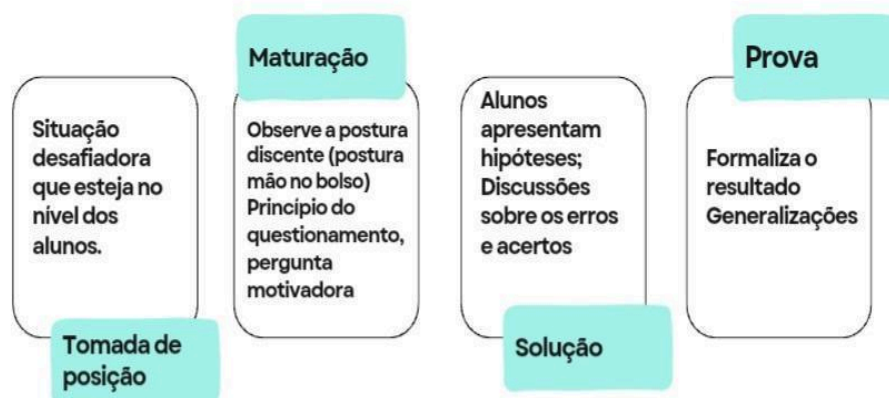 Situação
desafiadora
que esteja no
nível dos
alunos.
Tomada de
posição
Maturação
Observe a postura
discente (postura
mão no bolso)
Princípio do
questionamento,
pergunta
motivadora
Alunos
apresentam
hipóteses;
Discussões
sobre os erros
e acertos
Solução
Prova
Formaliza o
resultado
Generalizações